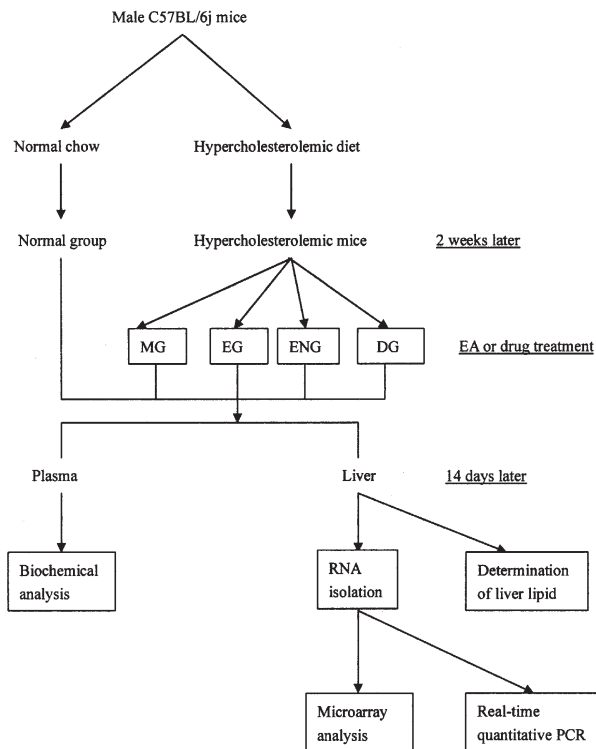 Male C57BL/6j mice
Normal chow
Hypercholesterolemic diet
Normal group
Hypercholesterolemic mice
2 weeks later
MG
EG
ENG
DG
EA or drug treatment
Plasma
Liver
14 days later
Biochemical
analysis
RNA
isolation
Determination
of liver lipid
Microarray
analysis
Real-time
quantitative PCR